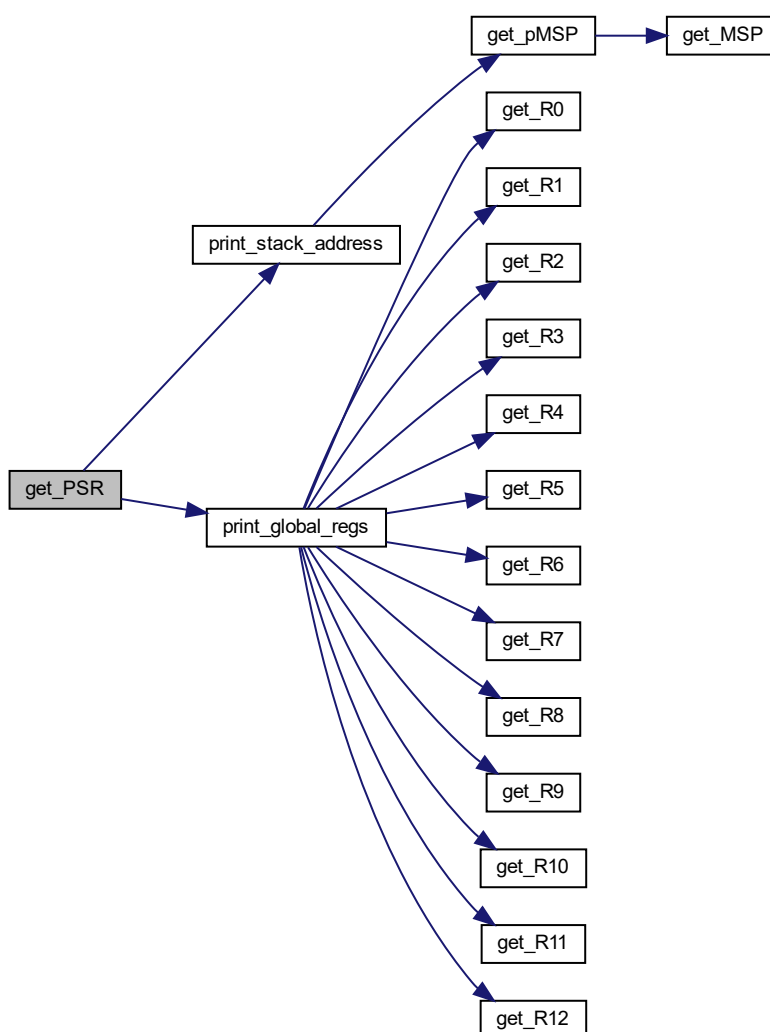 get_pMSP
get_MSP
get_R0
get_R1
print_stack_address
get_R2
get_R3
get_R4
get_PSR
get_R5
print_global_regs
get_R6
get_R7
get_R8
get_R9
get_R10
get_R11
get_R12